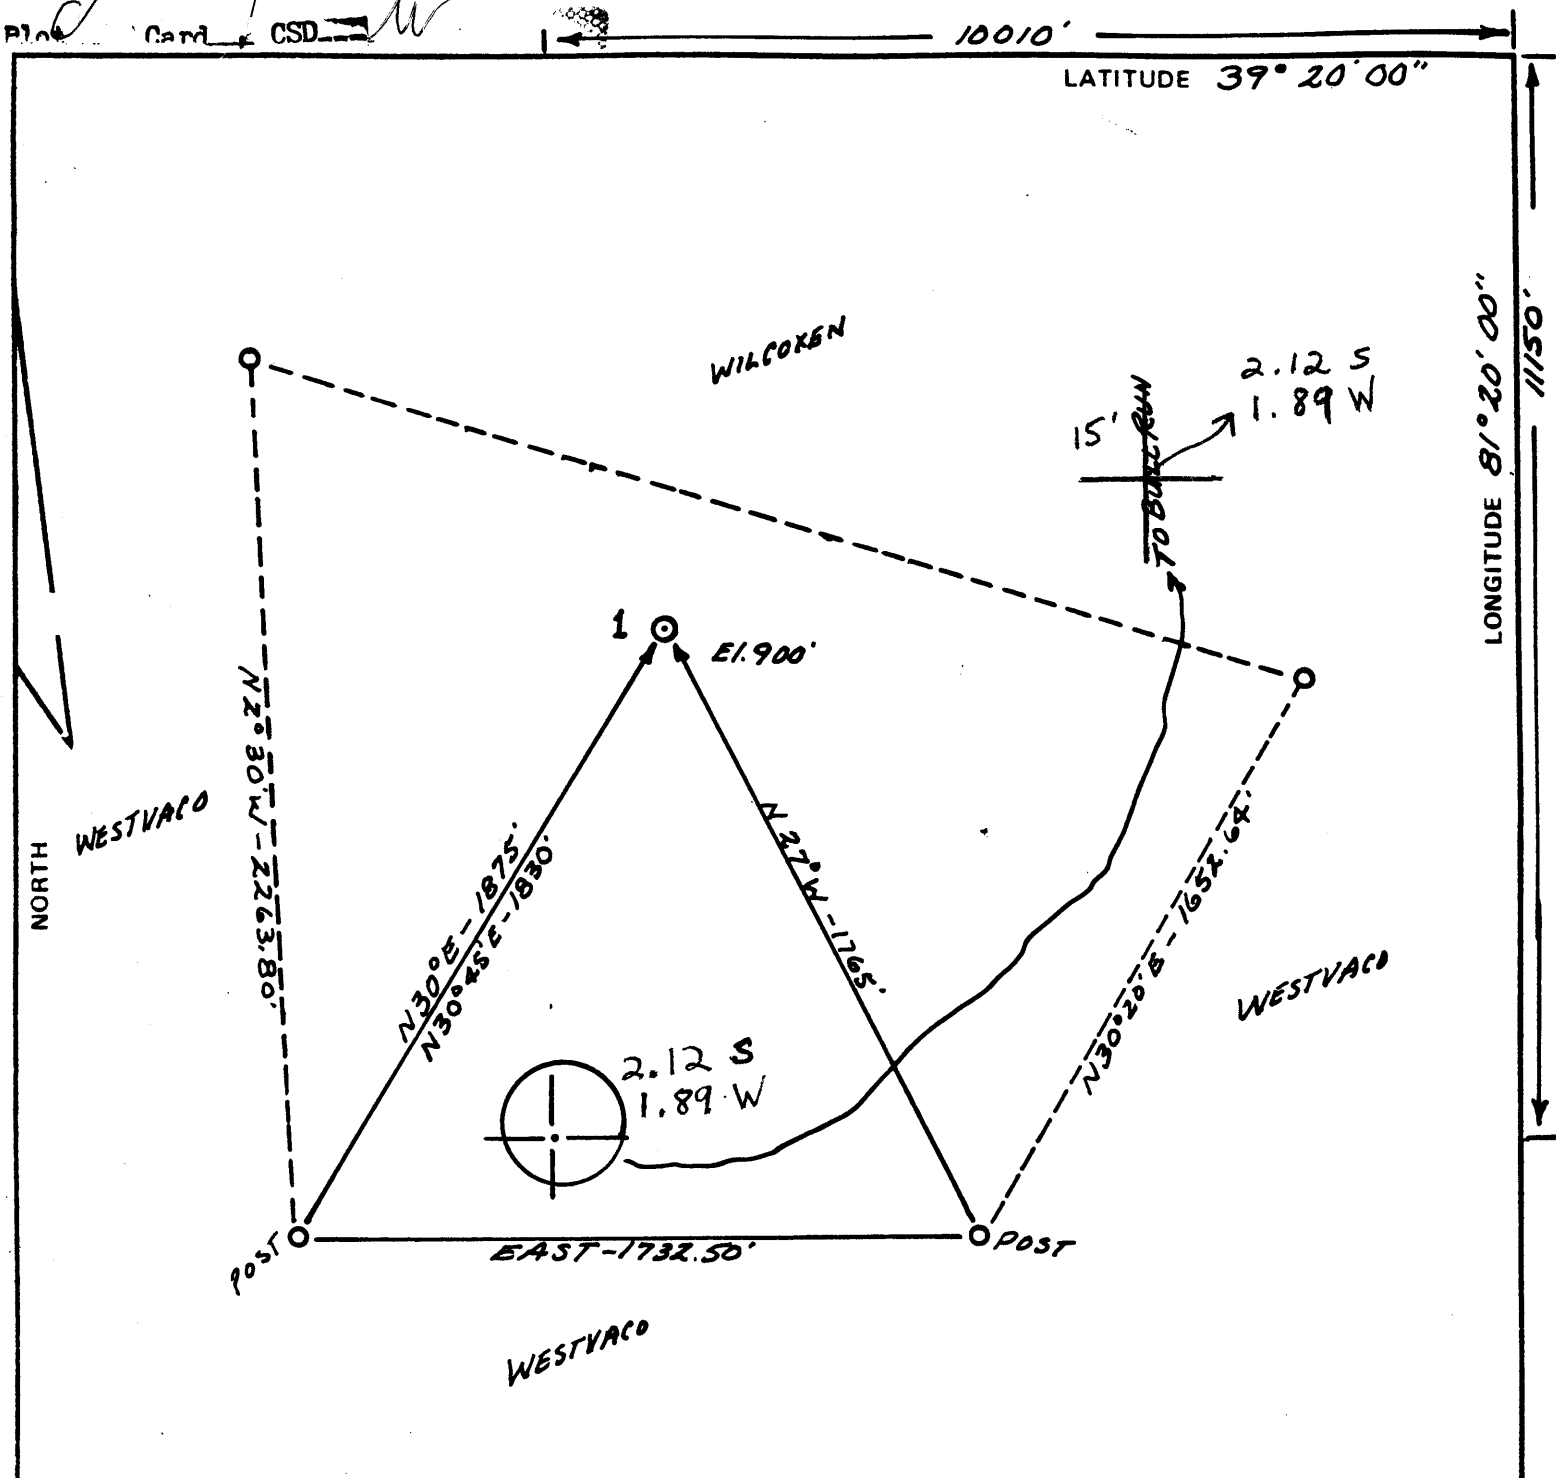 Plot Card CSD
10010'
LATITUDE 39° 20' 00"
LONGITUDE 81° 20' 00"
11150'
WILCOXEN
2.12 S
1.89 W
15'
TO BULL RUN
1
El. 900'
N 2° 30' W - 2263.80'
WESTVACO
NORTH
N 30° E - 1875'
N 30° 45' E - 1830'
N 27° W - 1765'
N 30° 20' E - 1652.64'
WESTVACO
2.12 S
1.89 W
POST
EAST - 1732.50'
POST
WESTVACO